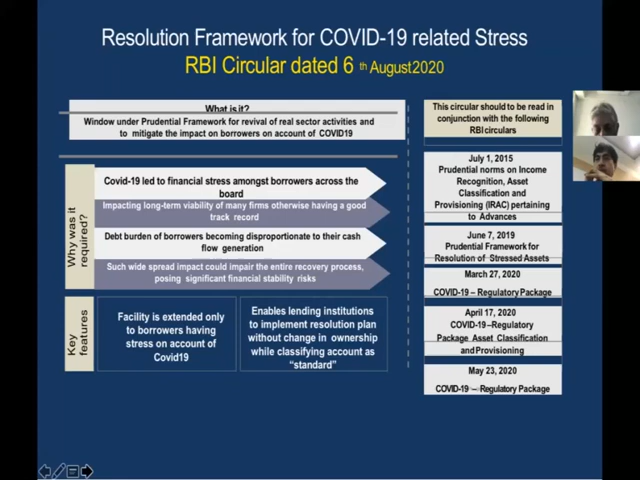 Resolution Framework for COVID-19 related Stress
RBI Circular dated 6 th August2020
What is it?
Window under Prudential Framework for revival of real sector activities and
to mitigate the impact on borrowers on account of COVID19
Why was it
required?
Covid-19 led to financial stress amongst borrowers across the
board
Impacting long-term viability of many firms otherwise having a good
track record
Debt burden of borrowers becoming disproportionate to their cash
flow generation
Such wide spread impact could impair the entire recovery process,
posing significant financial stability risks
Key
features
Facility is extended only
to borrowers having
stress on account of
Covid19
Enables lending institutions
to implement resolution plan
without change in ownership
while classifying account as
“standard”
This circular should be read in
conjunction with the following
RBIcirculars
July 1, 2015
Prudential norms on Income
Recognition, Asset
Classification and
Provisioning (IRAC) pertaining
to Advances
June 7, 2019
Prudential Framework for
Resolution of Stressed Assets
March 27, 2020
COVID-19 –Regulatory Package
April 17, 2020
COVID-19 –Regulatory
Package Asset Classification
andProvisioning
May 23, 2020
COVID-19 – Regulatory Package